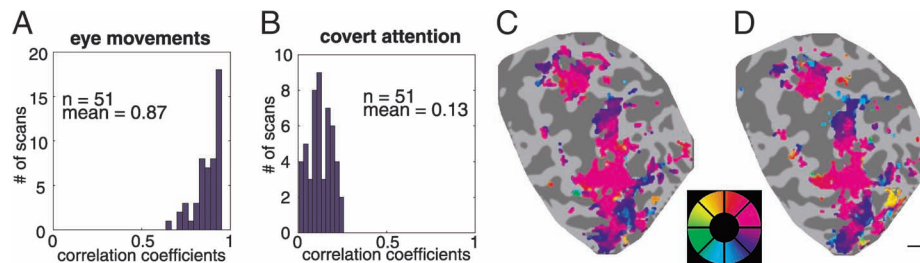 A
eye movements
# of scans
20
15
10
5
0
n = 51
mean = 0.87
0
0.5
1
correlation coefficients
B
covert attention
# of scans
10
8
6
4
2
0
n = 51
mean = 0.13
0
0.5
1
correlation coefficients
C
D